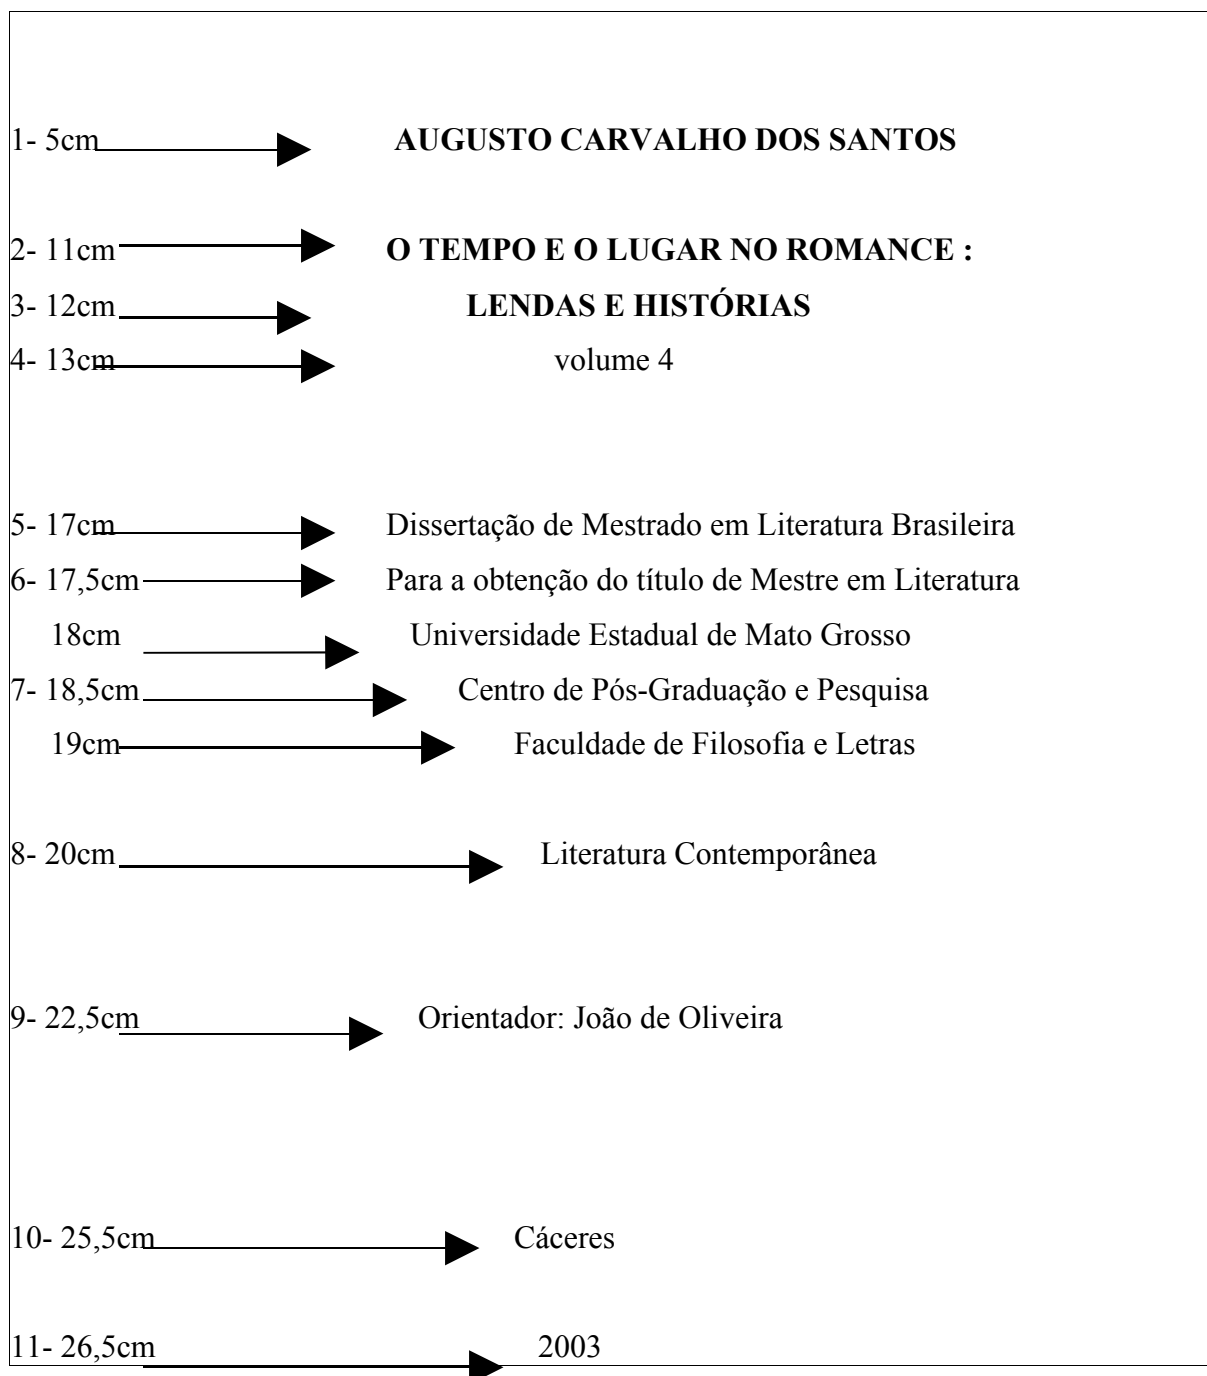 1- 5cm AUGUSTO CARVALHO DOS SANTOS
2- 11cm O TEMPO E O LUGAR NO ROMANCE :
3- 12cm LENDAS E HISTÓRIAS
4- 13cm volume 4
5- 17cm Dissertação de Mestrado em Literatura Brasileira
6- 17,5cm Para a obtenção do título de Mestre em Literatura
18cm Universidade Estadual de Mato Grosso
7- 18,5cm Centro de Pós-Graduação e Pesquisa
19cm Faculdade de Filosofia e Letras
8- 20cm Literatura Contemporânea
9- 22,5cm Orientador: João de Oliveira
10- 25,5cm Cáceres
11- 26,5cm 2003